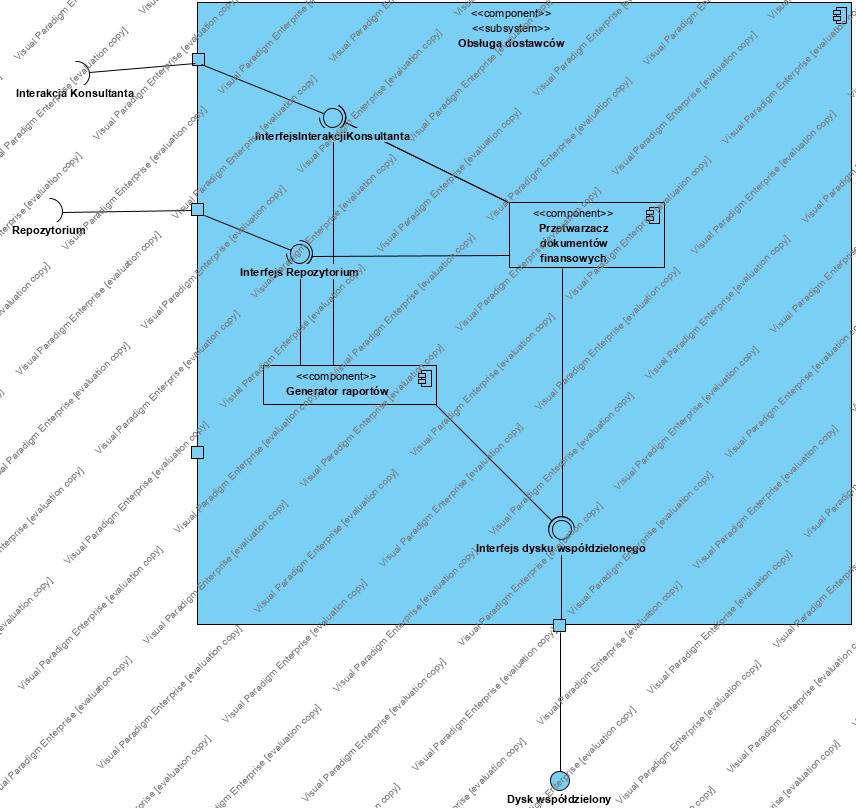 <<component>>
<<subsystem>>
Obsługa dostawców
Interakcja Konsultanta
InterfejsInterakcjiKonsultanta
<<component>>
Przetwarzacz
dokumentów
finansowych
Repozytorium
Interfejs Repozytorium
<<component>>
Generator raportów
Interfejs dysku współdzielonego
Dysk współdzielony
Visual Paradigm Enterprise [evaluation copy]